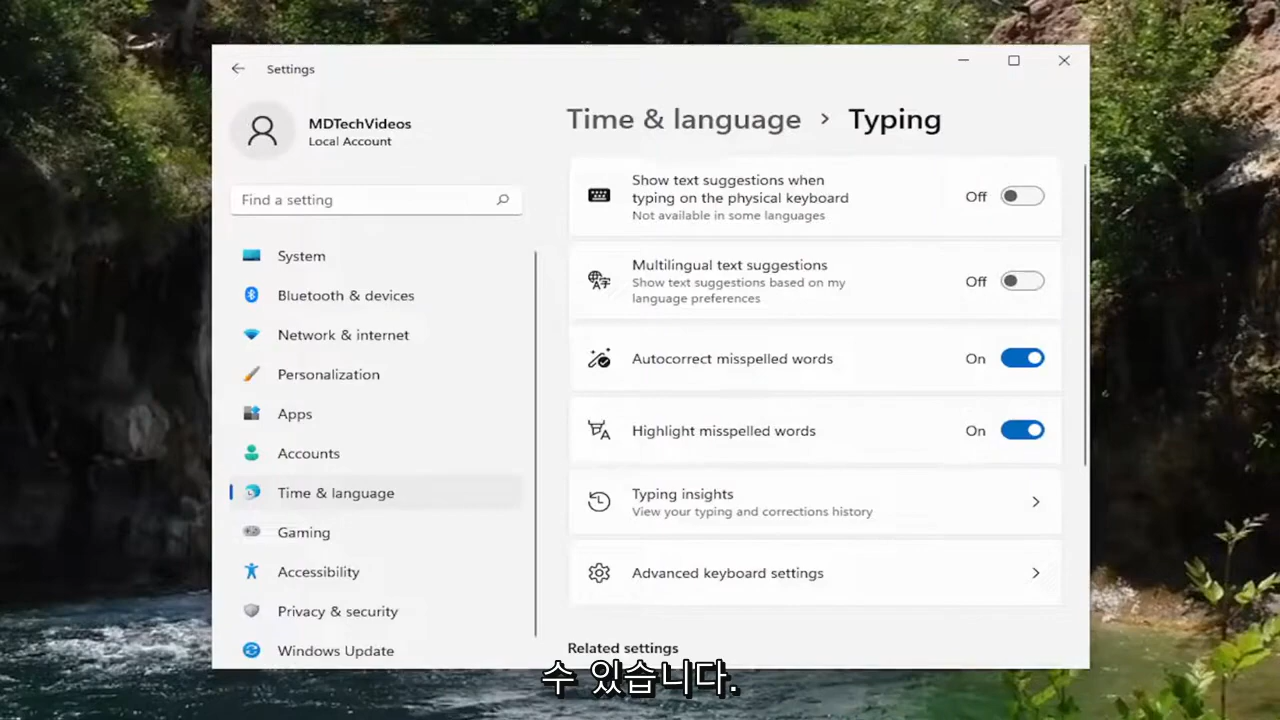 Settings
MDTechVideos
Local Account
Find a setting
System
Bluetooth & devices
Network & internet
Personalization
Apps
Accounts
Time & language
Gaming
Accessibility
Privacy & security
Windows Update
Time & language › Typing
Show text suggestions when
typing on the physical keyboard
Not available in some languages
Off
Multilingual text suggestions
Show text suggestions based on my
language preferences
Off
Autocorrect misspelled words
On
Highlight misspelled words
On
Typing insights
View your typing and corrections history
Advanced keyboard settings
Related settings
수 있습니다.